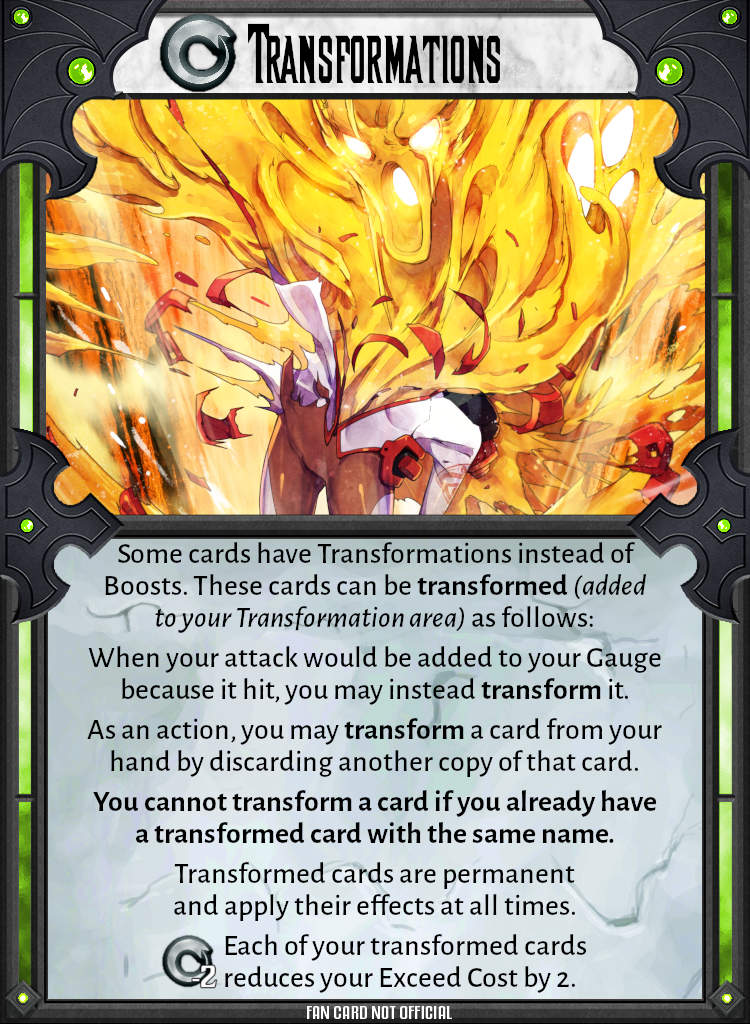 Transformations
Some cards have Transformations instead of
Boosts. These cards can be transformed (added
to your Transformation area) as follows:
When your attack would be added to your Gauge
because it hit, you may instead transform it.
As an action, you may transform a card from your
hand by discarding another copy of that card.
You cannot transform a card if you already have
a transformed card with the same name.
Transformed cards are permanent
and apply their effects at all times.
-2 Each of your transformed cards
reduces your Exceed Cost by 2.
FAN CARD NOT OFFICIAL